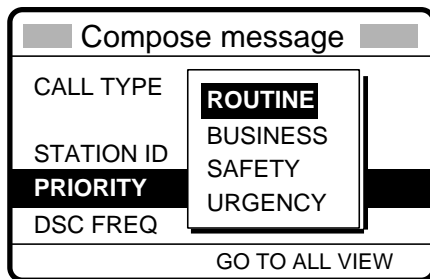 Compose message
CALL TYPE
ROUTINE
BUSINESS
STATION ID
SAFETY
PRIORITY
URGENCY
DSC FREQ
GO TO ALL VIEW